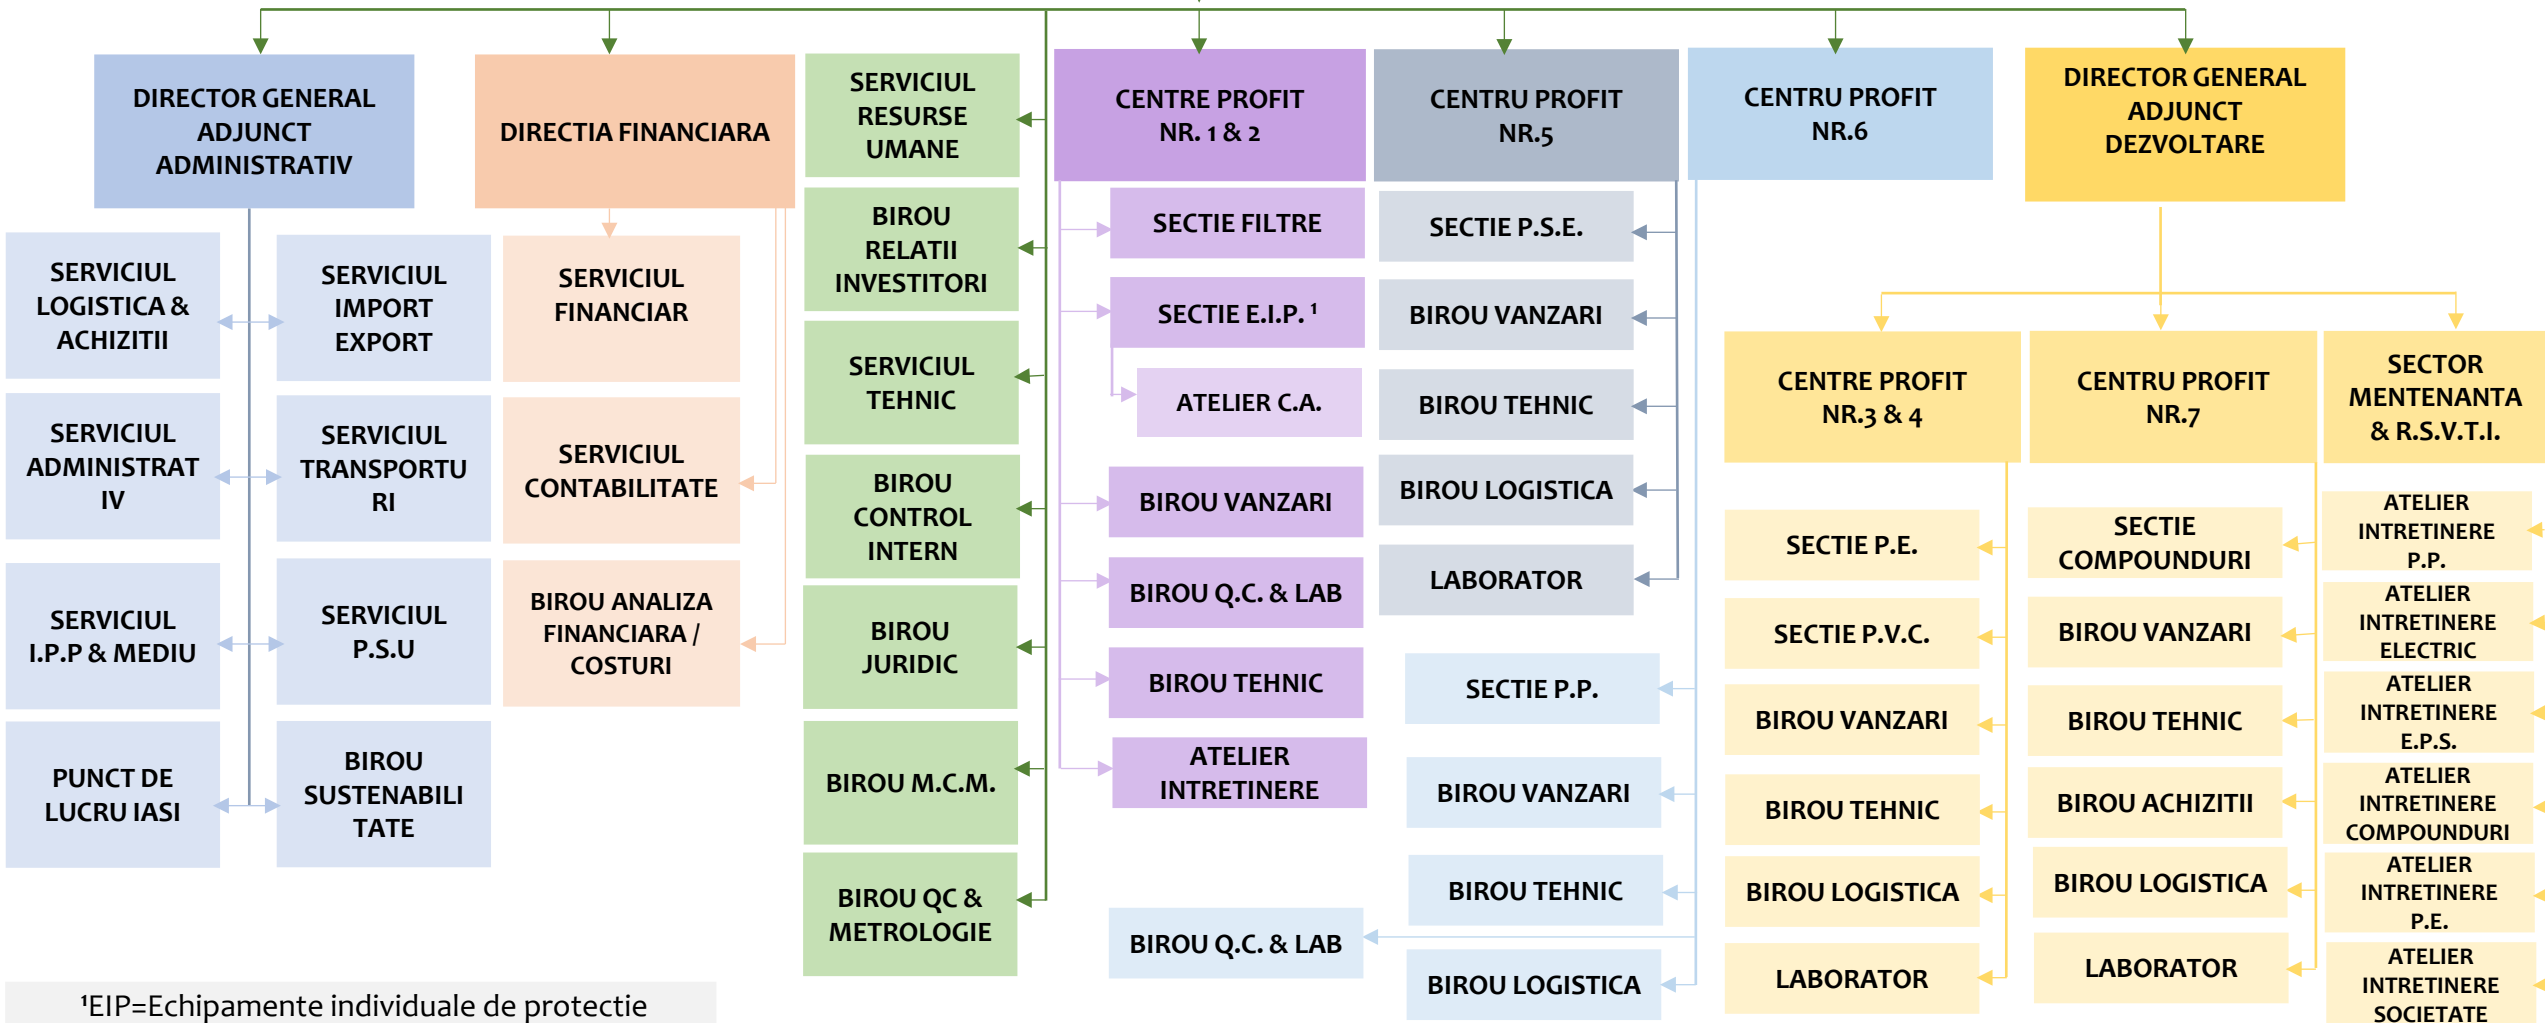 DIRECTOR GENERAL
ADJUNCT
ADMINISTRATIV
SERVICIUL
LOGISTICA &
ACHIZITII
SERVICIUL
IMPORT
EXPORT
SERVICIUL
ADMINISTRAT
IV
SERVICIUL
TRANSPORTU
RI
SERVICIUL
I.P.P & MEDIU
SERVICIUL
P.S.U
PUNCT DE
LUCRU IASI
BIROU
SUSTENABILI
TATE
DIRECTIA FINANCIARA
SERVICIUL
FINANCIAR
SERVICIUL
CONTABILITATE
BIROU ANALIZA
FINANCIARA /
COSTURI
SERVICIUL
RESURSE
UMANE
BIROU
RELATII
INVESTITORI
SERVICIUL
TEHNIC
BIROU
CONTROL
INTERN
BIROU
JURIDIC
BIROU M.C.M.
BIROU QC &
METROLOGIE
CENTRE PROFIT
NR. 1 & 2
SECTIE FILTRE
SECTIE E.I.P. ¹
ATELIER C.A.
BIROU VANZARI
BIROU Q.C. & LAB
BIROU TEHNIC
ATELIER
INTRETINERE
CENTRU PROFIT
NR.5
SECTIE P.S.E.
BIROU VANZARI
BIROU TEHNIC
BIROU LOGISTICA
LABORATOR
CENTRU PROFIT
NR.6
SECTIE P.P.
BIROU VANZARI
BIROU TEHNIC
BIROU Q.C. & LAB
BIROU LOGISTICA
DIRECTOR GENERAL
ADJUNCT
DEZVOLTARE
CENTRE PROFIT
NR.3 & 4
SECTIE P.E.
SECTIE P.V.C.
BIROU VANZARI
BIROU TEHNIC
BIROU LOGISTICA
LABORATOR
CENTRU PROFIT
NR.7
SECTIE
COMPOUNDURI
BIROU VANZARI
BIROU TEHNIC
BIROU ACHIZITII
BIROU LOGISTICA
LABORATOR
SECTOR
MENTENANTA
& R.S.V.T.I.
ATELIER
INTRETINERE
P.P.
ATELIER
INTRETINERE
ELECTRIC
ATELIER
INTRETINERE
E.P.S.
ATELIER
INTRETINERE
COMPOUNDURI
ATELIER
INTRETINERE
P.E.
ATELIER
INTRETINERE
SOCIETATE
¹EIP=Echipamente individuale de protectie